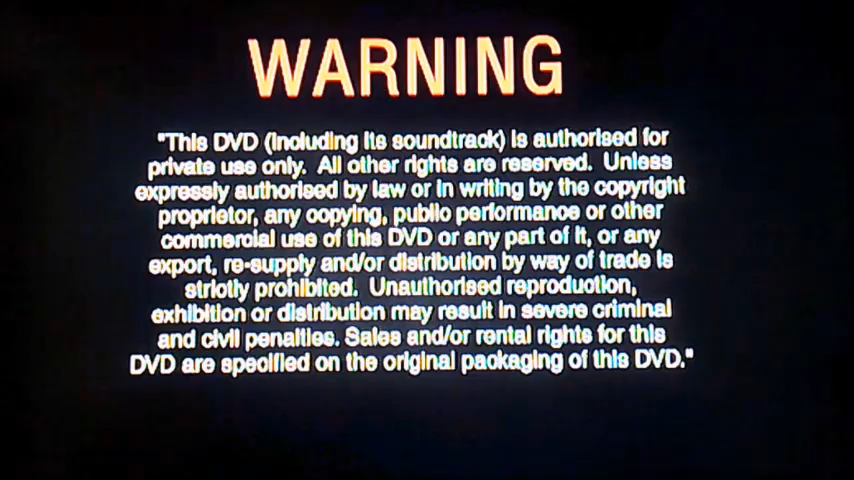 WARNING
"This DVD (including its soundtrack) is authorised for
private use only. All other rights are reserved. Unless
expressly authorised by law or in writing by the copyright
proprietor, any copying, public performance or other
commercial use of this DVD or any part of it, or any
export, re-supply and/or distribution by way of trade is
strictly prohibited. Unauthorised reproduction,
exhibition or distribution may result in severe criminal
and civil penalties. Sales and/or rental rights for this
DVD are specified on the original packaging of this DVD."